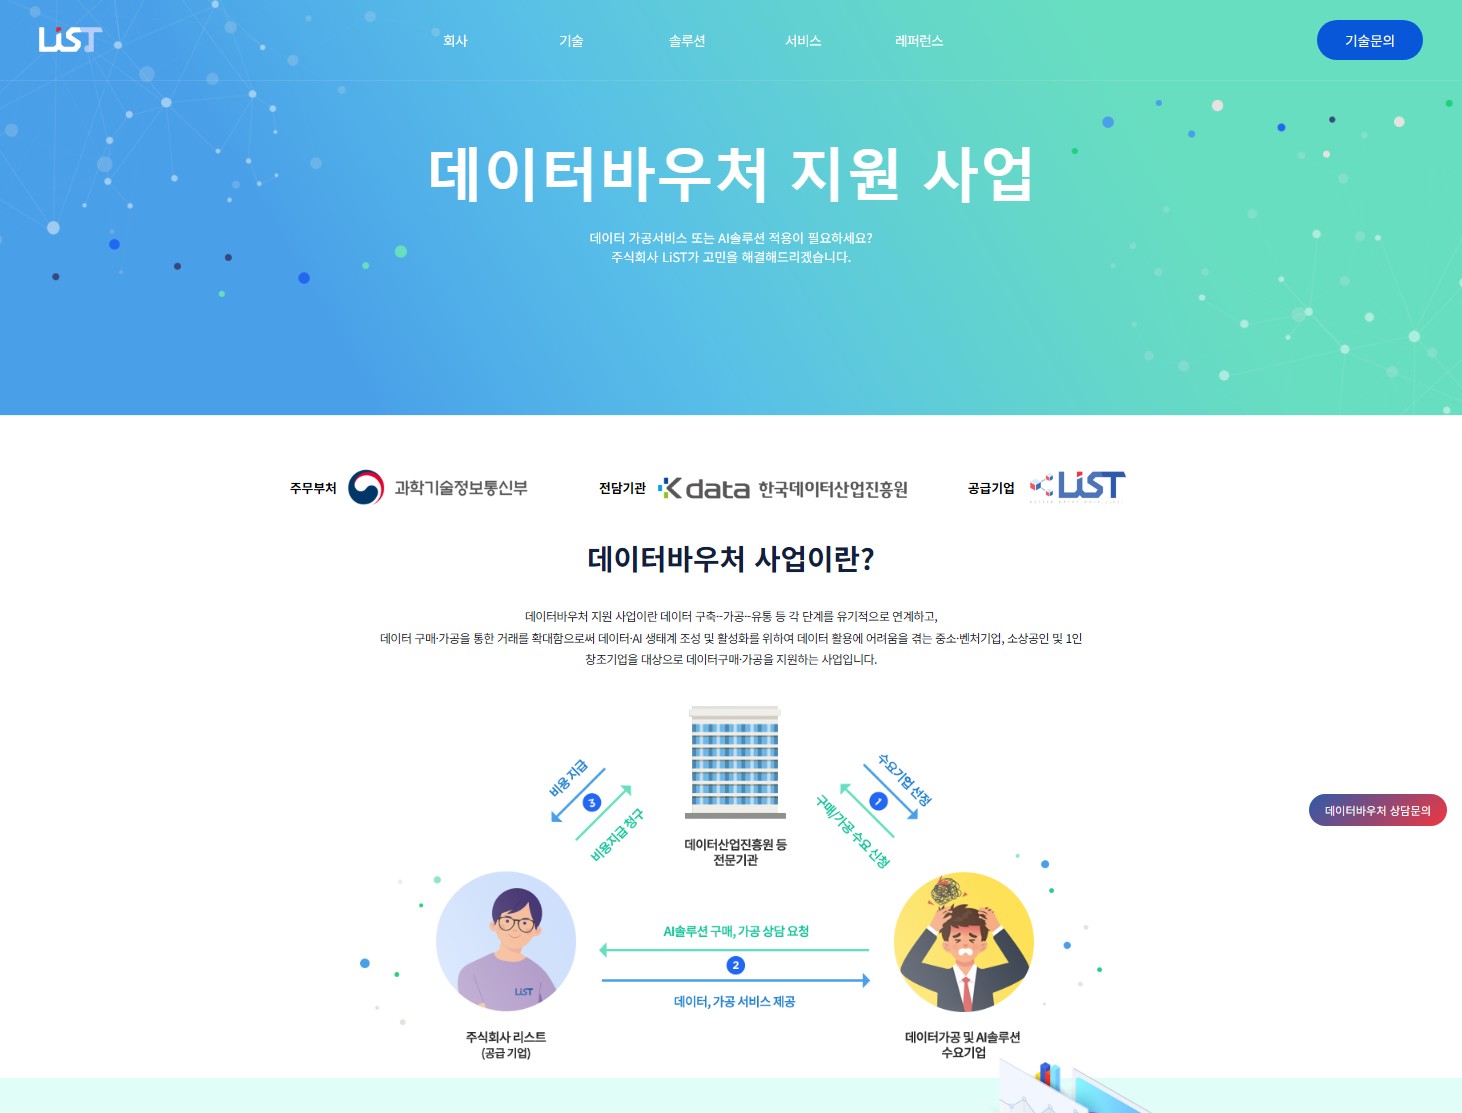 LiST
회사
기술
솔루션
서비스
레퍼런스
기술문의
데이터바우처 지원 사업
데이터 가공서비스 또는 AI솔루션 적용이 필요하세요?
주식회사 LiST가 고민을 해결해드리겠습니다.
주무부처
과학기술정보통신부
전담기관
Kdata 한국데이터산업진흥원
공급기업
LiST
데이터바우처 사업이란?
데이터바우처 지원 사업이란 데이터 구축--가공--유통 등 각 단계를 유기적으로 연계하고,
데이터 구매·가공을 통한 거래를 확대함으로써 데이터·AI 생태계 조성 및 활성화를 위하여 데이터 활용에 어려움을 겪는 중소·벤처기업, 소상공인 및 1인
창조기업을 대상으로 데이터구매·가공을 지원하는 사업입니다.
비용 지급
3
비용지급 청구
수요기업 선정
1
구매/가공 수요 신청
데이터산업진흥원 등
전문기관
데이터바우처 상담문의
AI솔루션 구매, 가공 상담 요청
2
데이터, 가공 서비스 제공
LiST
주식회사 리스트
(공급 기업)
데이터가공 및 AI솔루션
수요기업